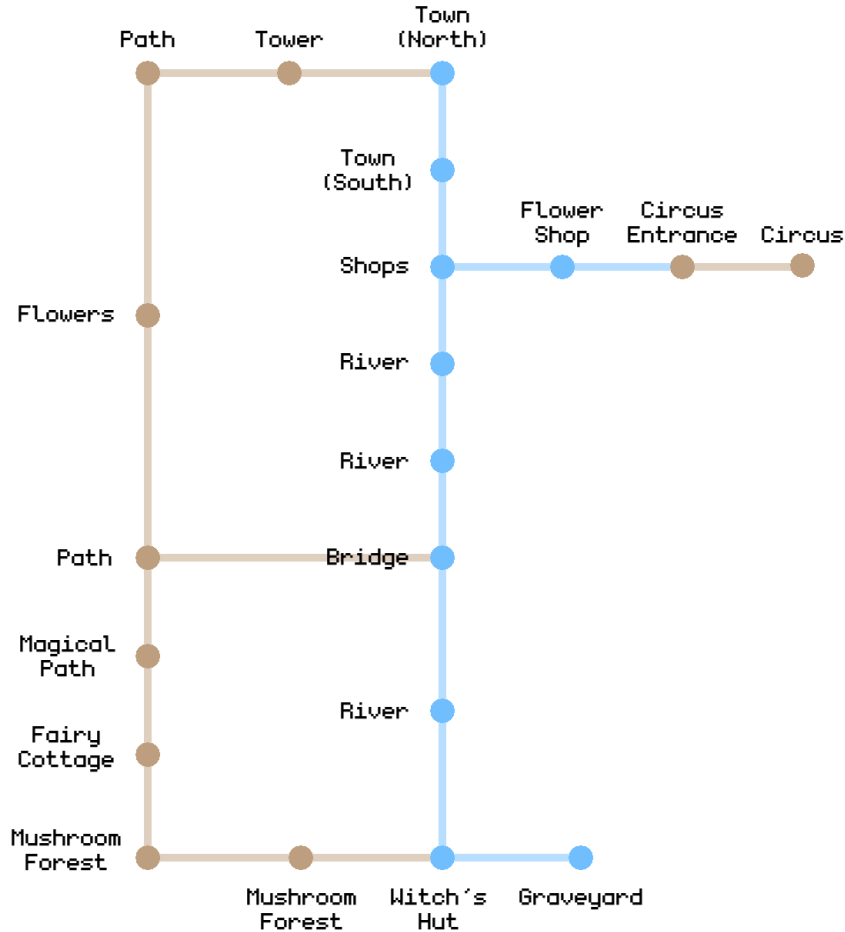 Town
(North)
Path
Tower
Town
(South)
Flower
Shop
Circus
Entrance
Circus
Shops
Flowers
River
River
Path
Bridge
Magical
Path
River
Fairy
Cottage
Mushroom
Forest
Mushroom
Forest
Witch's
Hut
Graveyard